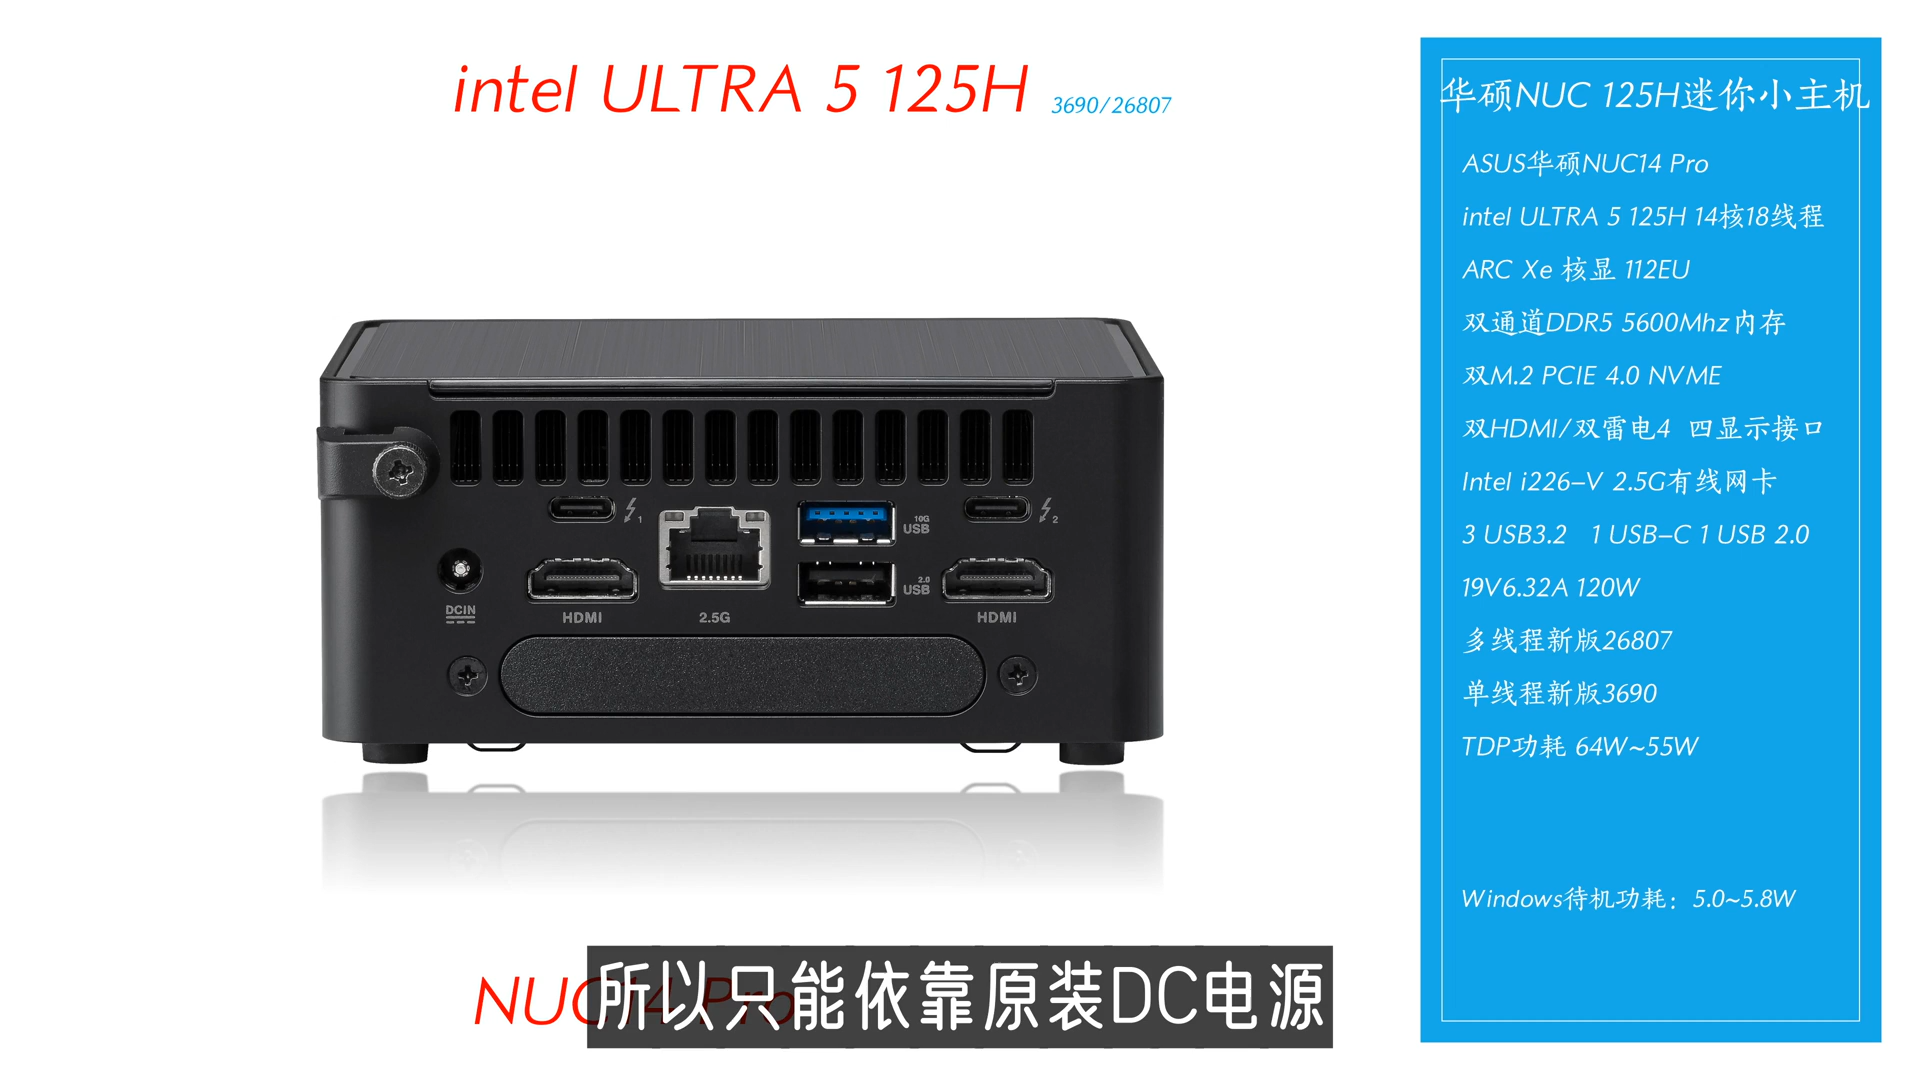 intel ULTRA 5 125H 3690/26807
1
10G
USB
2
DCIN
HDMI
2.5G
2.0
USB
HDMI
NUC14 Pro
所以只能依靠原装DC电源
华硕NUC 125H迷你小主机
ASUS华硕NUC14 Pro
intel ULTRA 5 125H 14核18线程
ARC Xe 核显 112EU
双通道DDR5 5600Mhz内存
双M.2 PCIE 4.0 NVME
双HDMI/双雷电4 四显示接口
Intel i226-V 2.5G有线网卡
3 USB3.2 1 USB-C 1 USB 2.0
19V6.32A 120W
多线程新版26807
单线程新版3690
TDP功耗 64W~55W
Windows待机功耗：5.0~5.8W